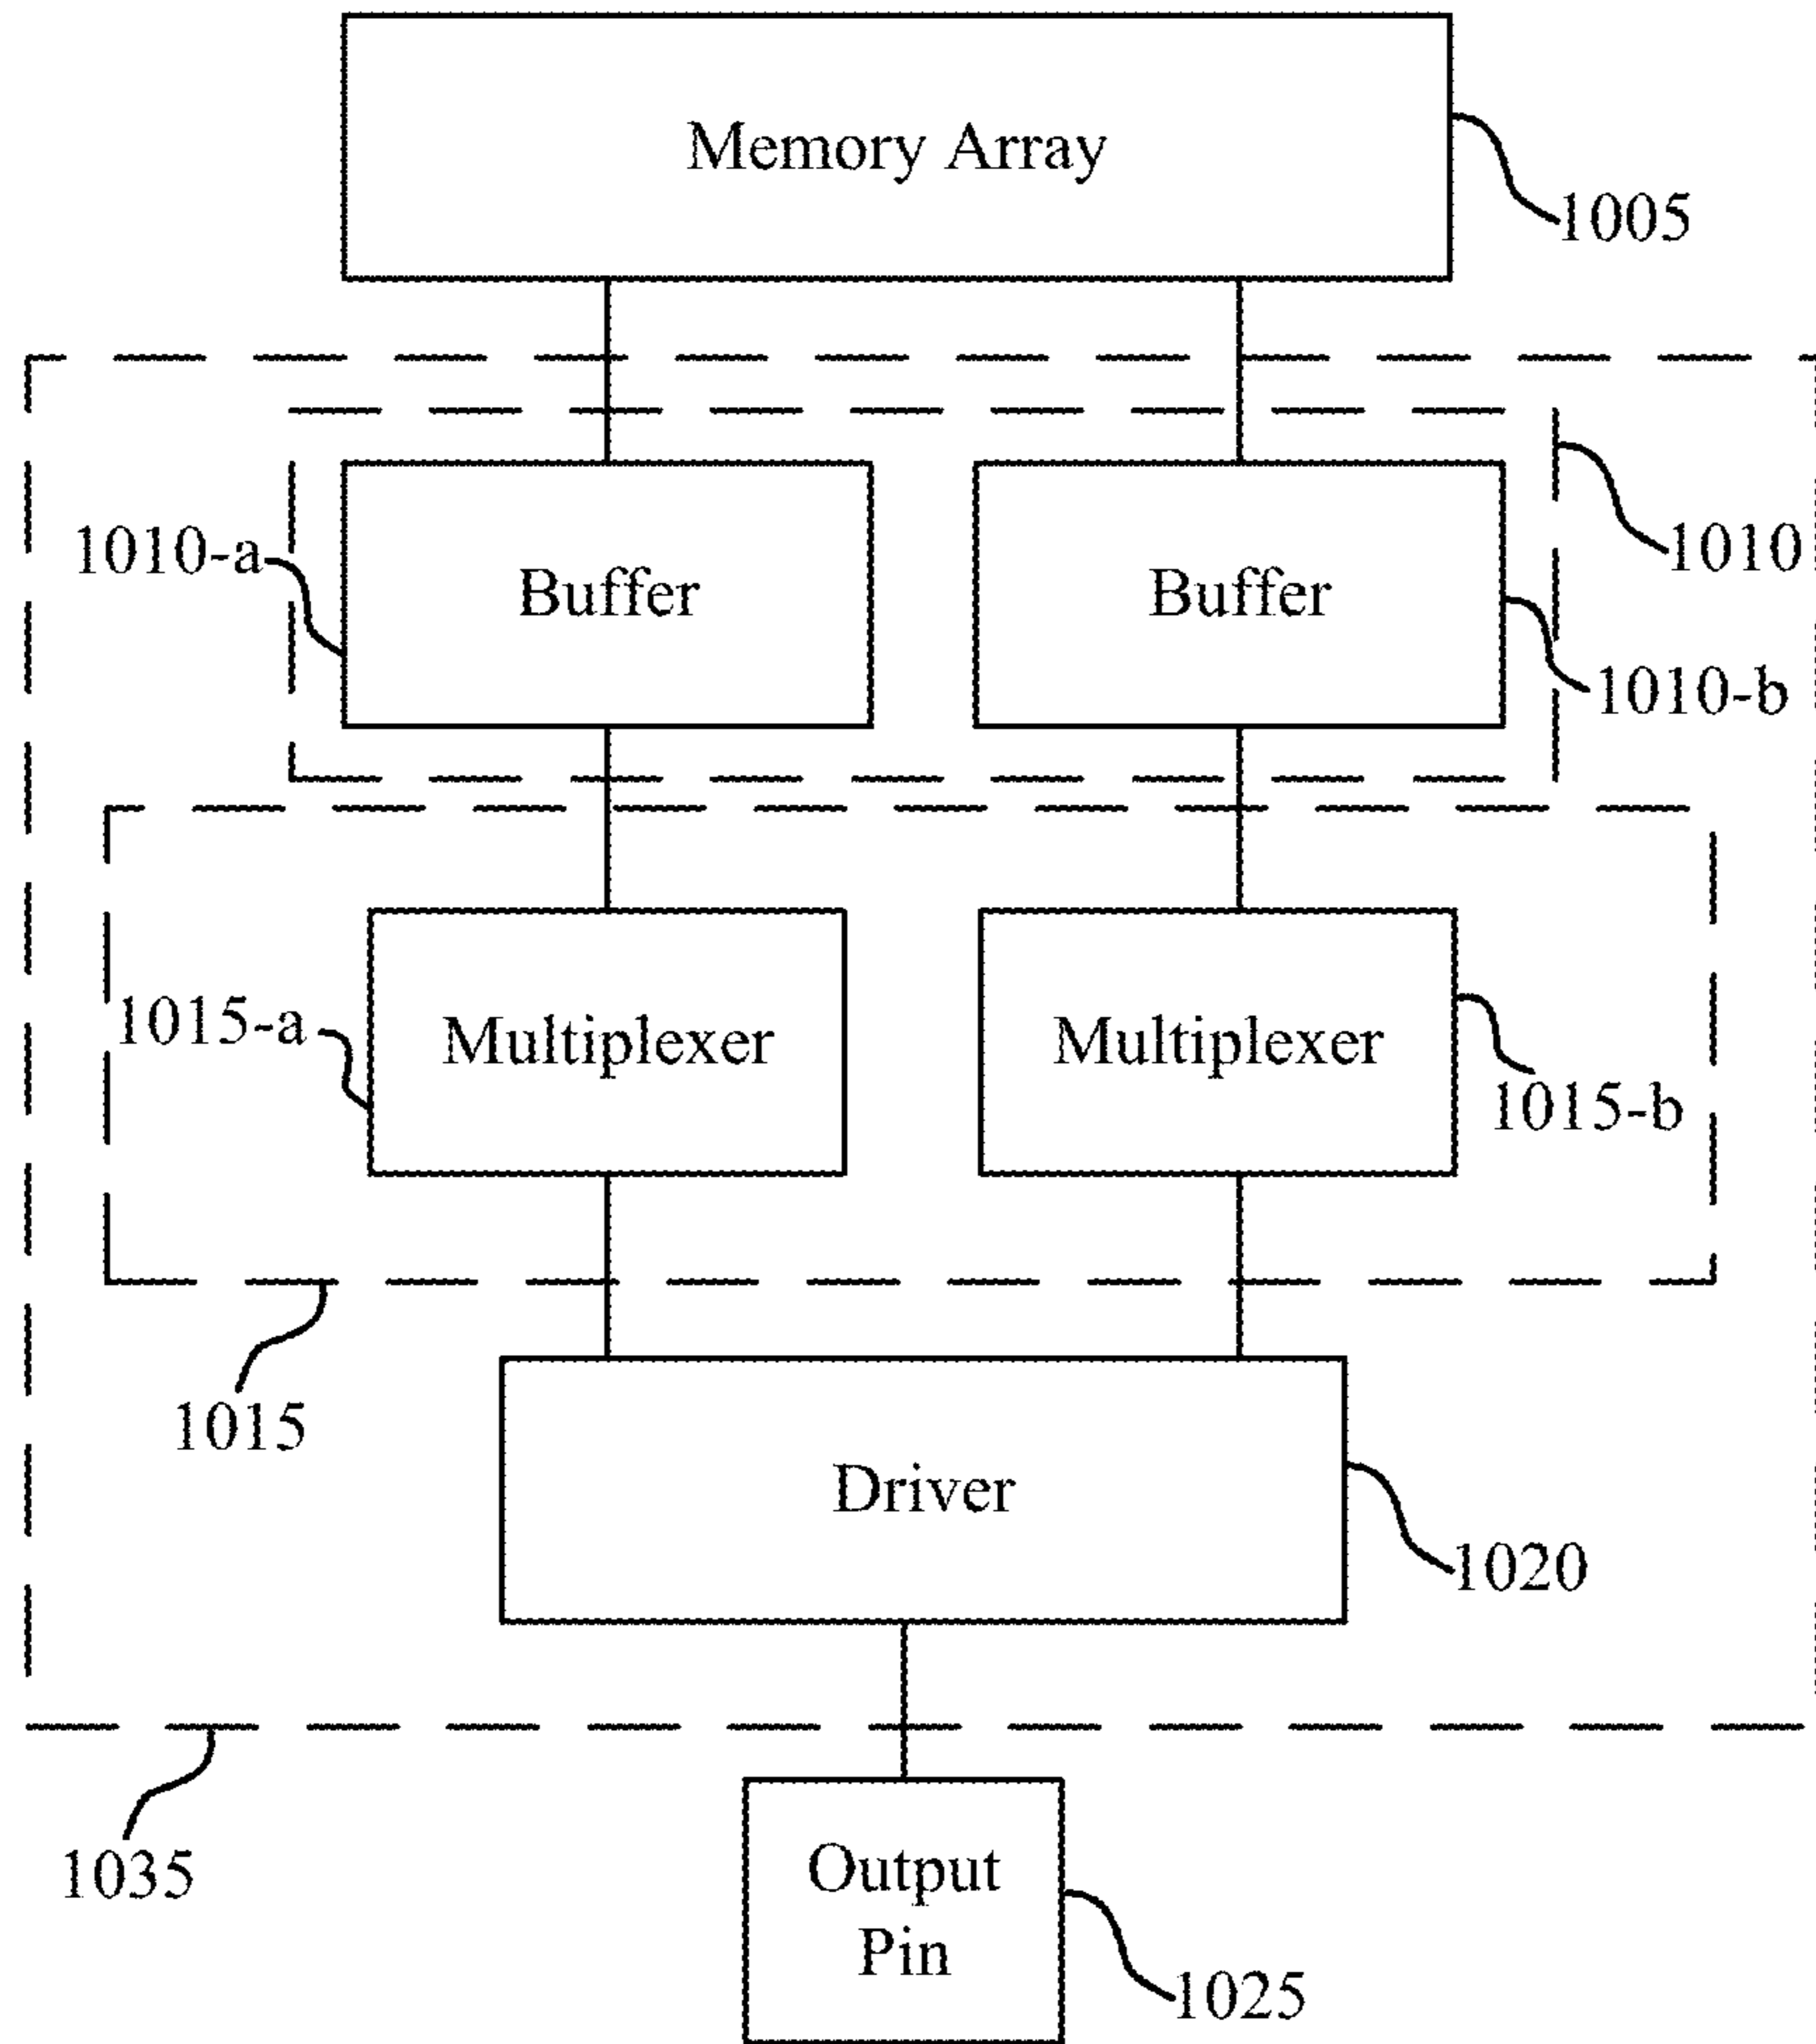 Memory Array
1005
1010-a
Buffer
Buffer
1010
1010-b
1015-a
Multiplexer
Multiplexer
1015-b
1015
Driver
1020
1035
Output
Pin
1025